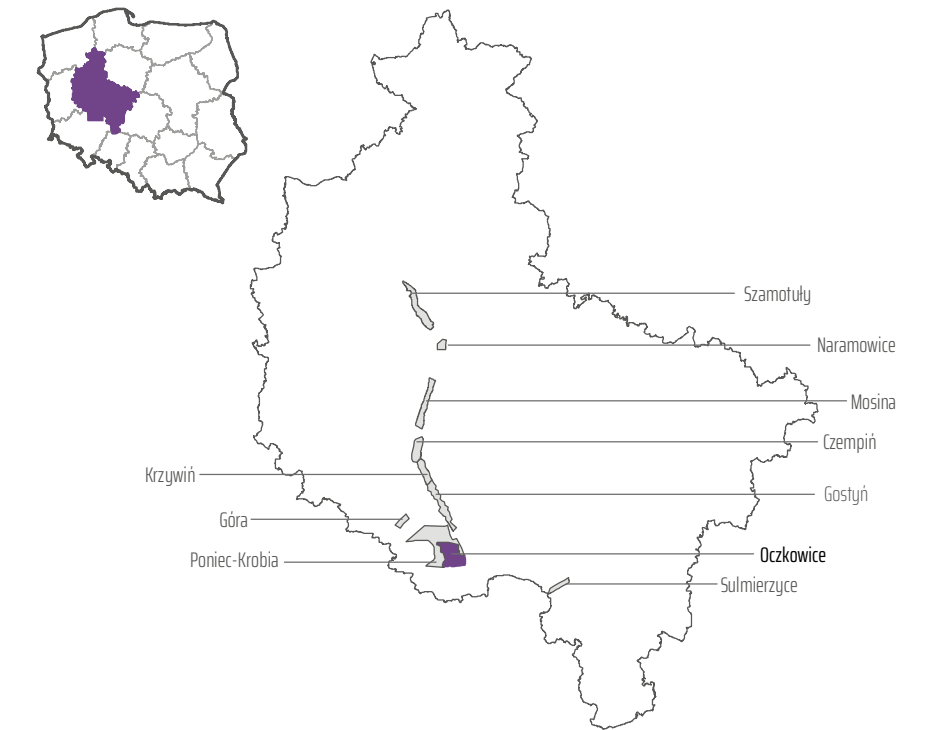 Szamotuły
Naramowice
Mosina
Czempiń
Krzywiń
Gostyń
Góra
Poniec-Krobia
Oczkowice
Sulmierzyce